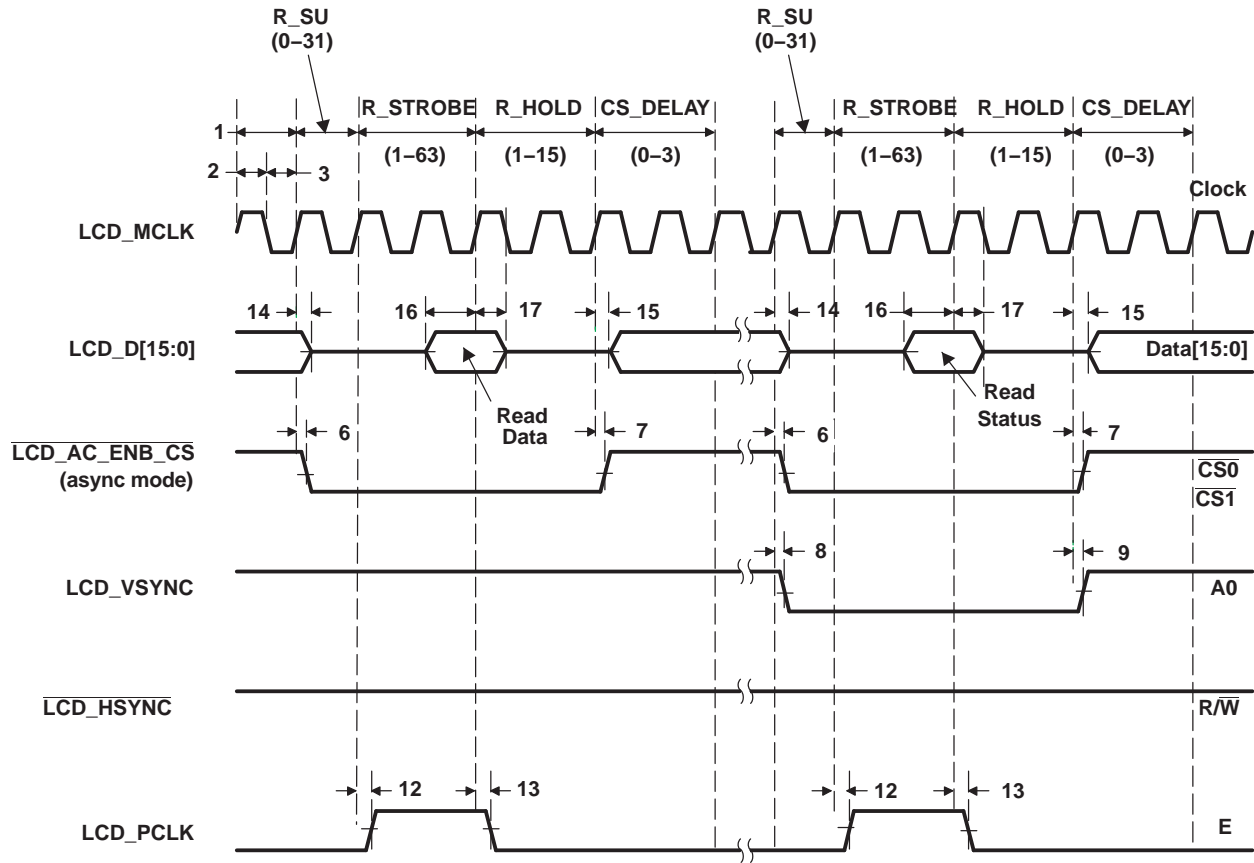 R_SU
(0–31)
R_SU
(0–31)
R_STROBE R_HOLD CS_DELAY R_STROBE R_HOLD CS_DELAY
1
(1–63) (1–15) (0–3) (1–63) (1–15) (0–3)
2 3
Clock
LCD_MCLK
14 16 17 15 14 16 17 15
LCD_D[15:0] Data[15:0]
Read
Data
Read
Status
6 7 6 7
LCD_AC_ENB_CS
(async mode)
CS0
CS1
8 9
LCD_VSYNC A0
LCD_HSYNC R/W
12 13 12 13
LCD_PCLK E